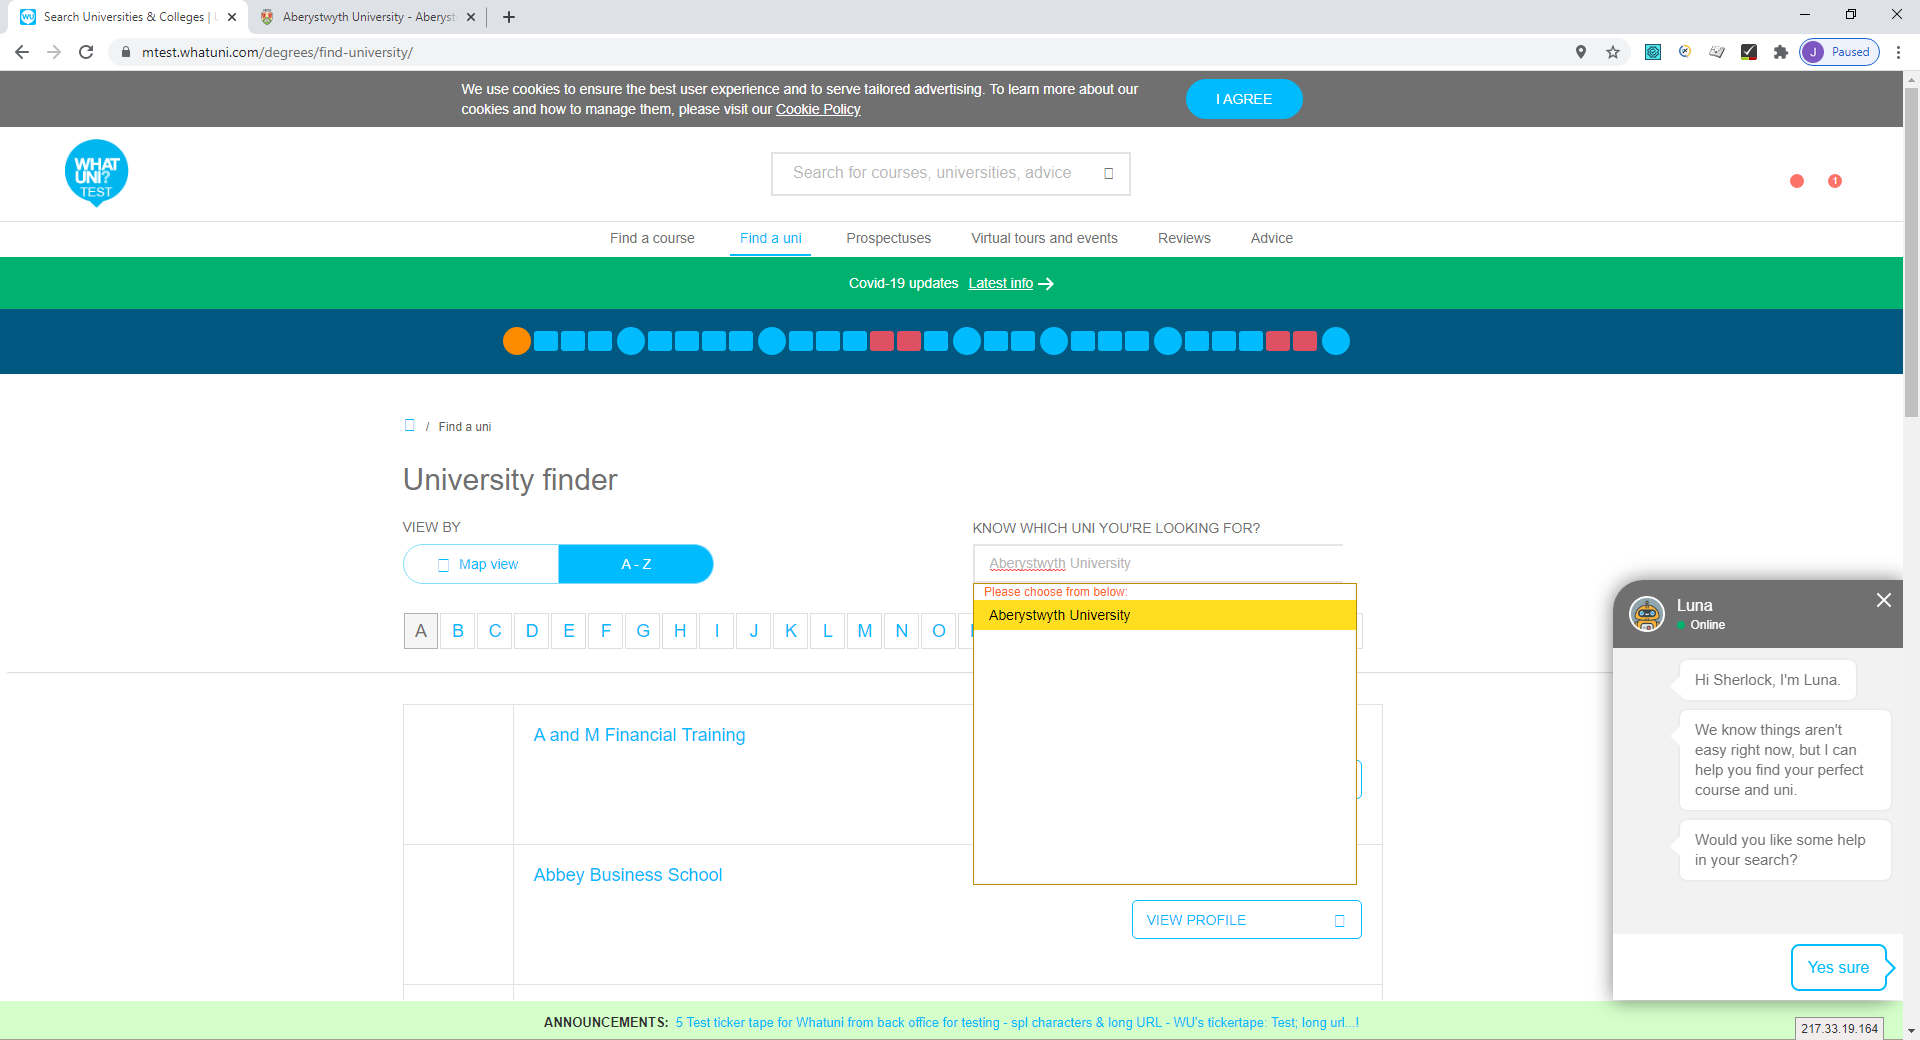 Search Universities & Colleges |
Aberystwyth University - Aberyst
mtest.whatuni.com/degrees/find-university/
J Paused
We use cookies to ensure the best user experience and to serve tailored advertising. To learn more about our
cookies and how to manage them, please visit our Cookie Policy
I AGREE
WHAT
UNI?
TEST
Search for courses, universities, advice
1
Find a course
Find a uni
Prospectuses
Virtual tours and events
Reviews
Advice
Covid-19 updates Latest info
/ Find a uni
University finder
VIEW BY
Map view
A - Z
KNOW WHICH UNI YOU'RE LOOKING FOR?
Aberystwyth University
Please choose from below:
Aberystwyth University
A B C D E F G H I J K L M N O
A and M Financial Training
Abbey Business School
VIEW PROFILE
Luna
Online
Hi Sherlock, I'm Luna.
We know things aren't
easy right now, but I can
help you find your perfect
course and uni.
Would you like some help
in your search?
Yes sure
ANNOUNCEMENTS: 5 Test ticker tape for Whatuni from back office for testing - spl characters & long URL - WU's tickertape: Test; long url...!
217.33.19.164